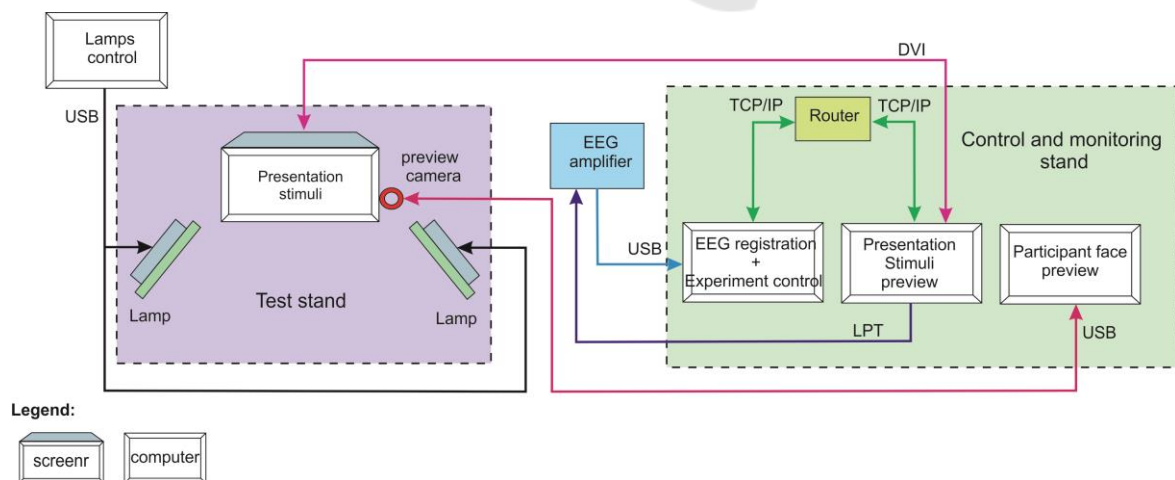 Lamps
control
USB
DVI
TCP/IP
TCP/IP
Router
Control and monitoring
stand
EEG
amplifier
preview
camera
Presentation
stimuli
USB
EEG registration
+
Experiment control
Presentation
Stimuli
preview
Participant face
preview
Test stand
Lamp
Lamp
LPT
USB
Legend:
screenr
computer